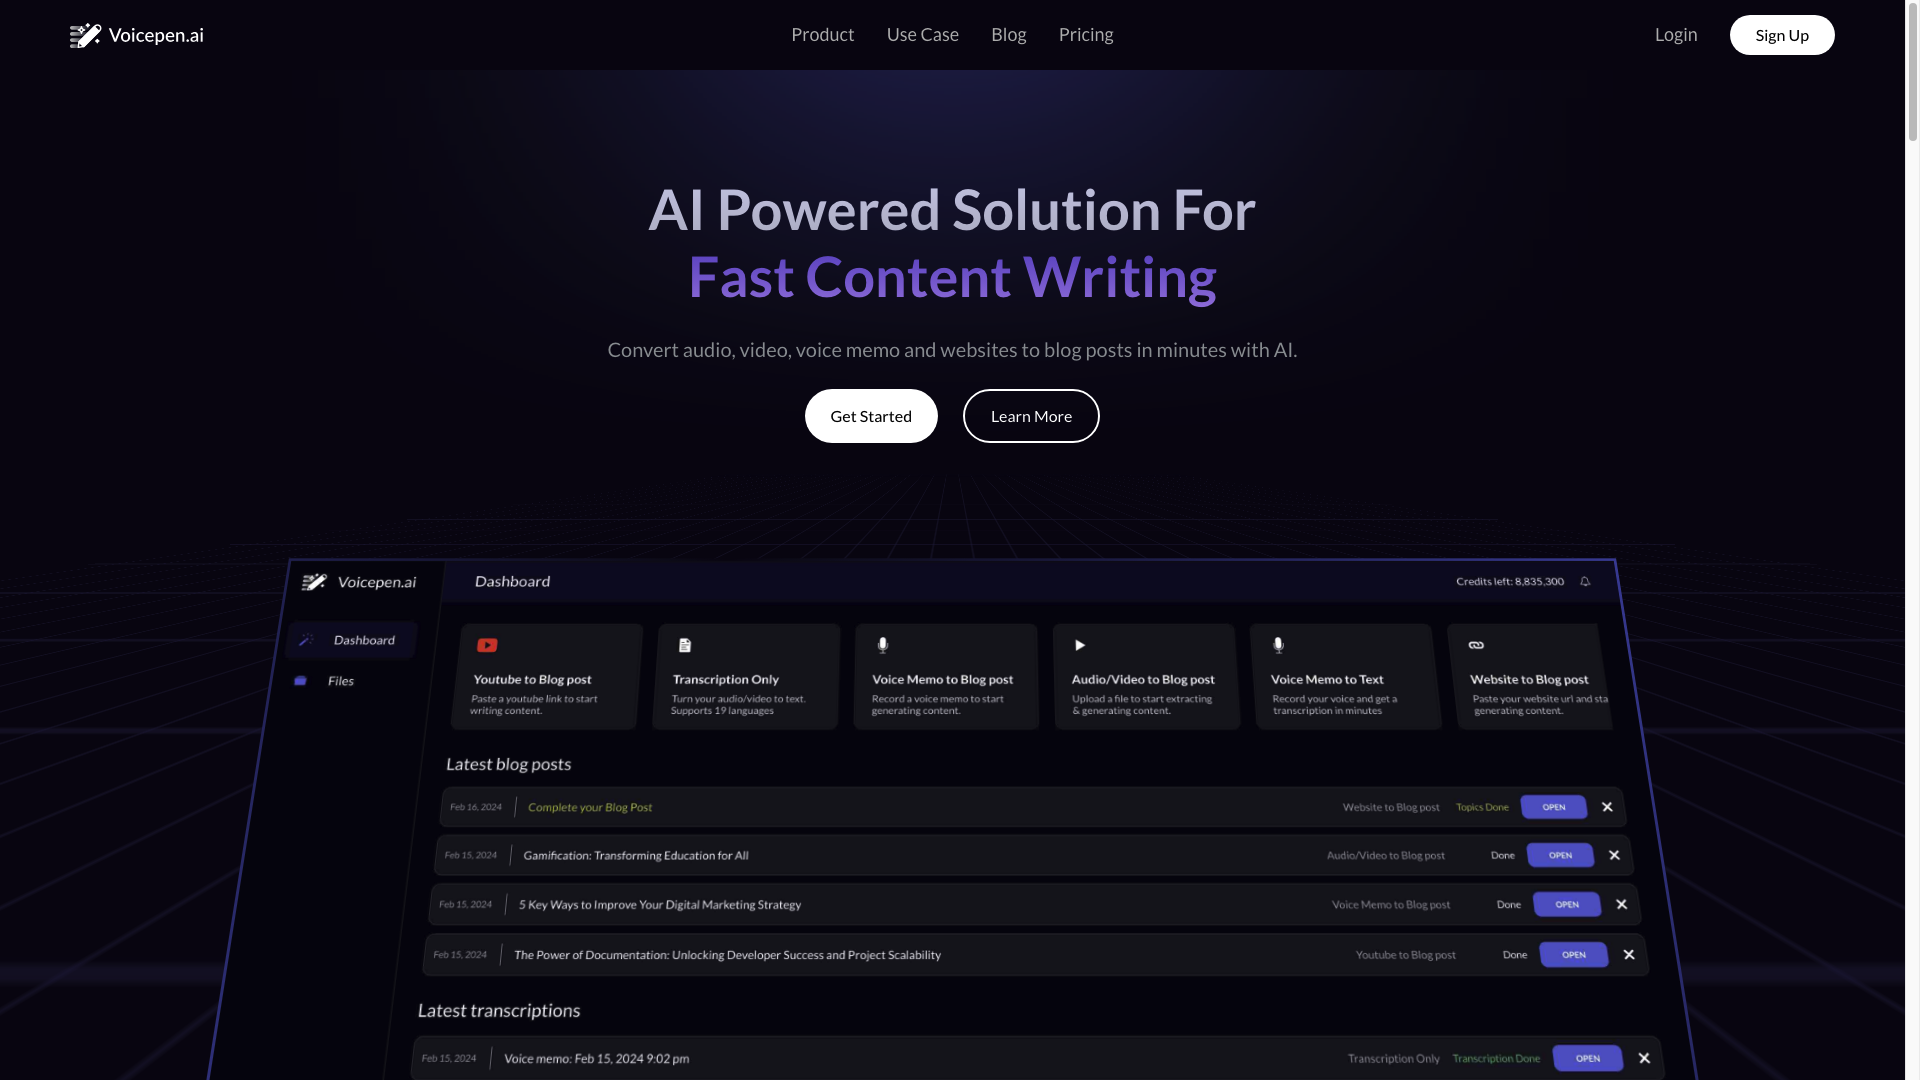 Voicepen.ai
Product
Use Case
Blog
Pricing
Login
Sign Up
AI Powered Solution For
Fast Content Writing
Convert audio, video, voice memo and websites to blog posts in minutes with AI.
Get Started
Learn More
Voicepen.ai
Dashboard
Credits left: 8,835,300
Dashboard
Files
Youtube to Blog post
Paste a youtube link to start
writing content.
Transcription Only
Turn your audio/video to text.
Supports 19 languages
Voice Memo to Blog post
Record a voice memo to start
generating content.
Audio/Video to Blog post
Upload a file to start extracting
& generating content.
Voice Memo to Text
Record your voice and get a
transcription in minutes
Website to Blog post
Paste your website url and sta
generating content.
Latest blog posts
Feb 16, 2024 Complete your Blog Post Website to Blog post Topics Done OPEN
Feb 15, 2024 Gamification: Transforming Education for All Audio/Video to Blog post Done OPEN
Feb 15, 2024 5 Key Ways to Improve Your Digital Marketing Strategy Voice Memo to Blog post Done OPEN
Feb 15, 2024 The Power of Documentation: Unlocking Developer Success and Project Scalability Youtube to Blog post Done OPEN
Latest transcriptions
Feb 15, 2024 Voice memo: Feb 15, 2024 9:02 pm Transcription Only Transcription Done OPEN